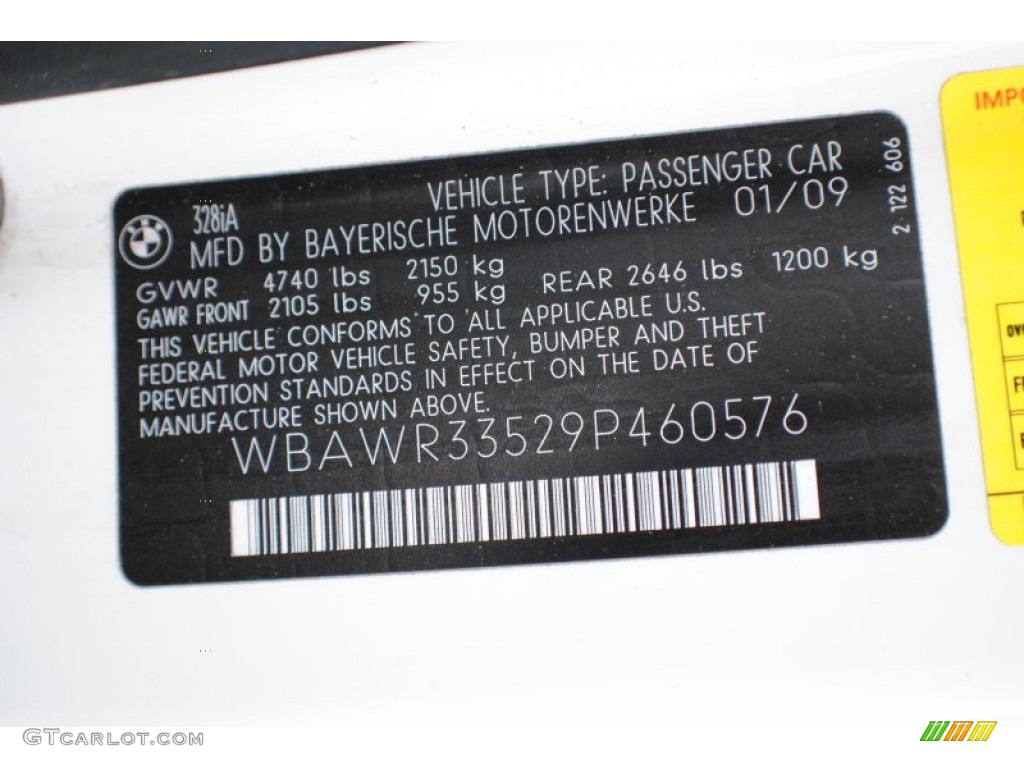 328iA
VEHICLE TYPE: PASSENGER CAR
MFD BY BAYERISCHE MOTORENWERKE 01/09
GVWR 4740 lbs 2150 kg
GAWR FRONT 2105 lbs 955 kg REAR 2646 lbs 1200 kg
THIS VEHICLE CONFORMS TO ALL APPLICABLE U.S.
FEDERAL MOTOR VEHICLE SAFETY, BUMPER AND THEFT
PREVENTION STANDARDS IN EFFECT ON THE DATE OF
MANUFACTURE SHOWN ABOVE.
WBAWR33529P460576
2 122 606
GTCARLOT.COM